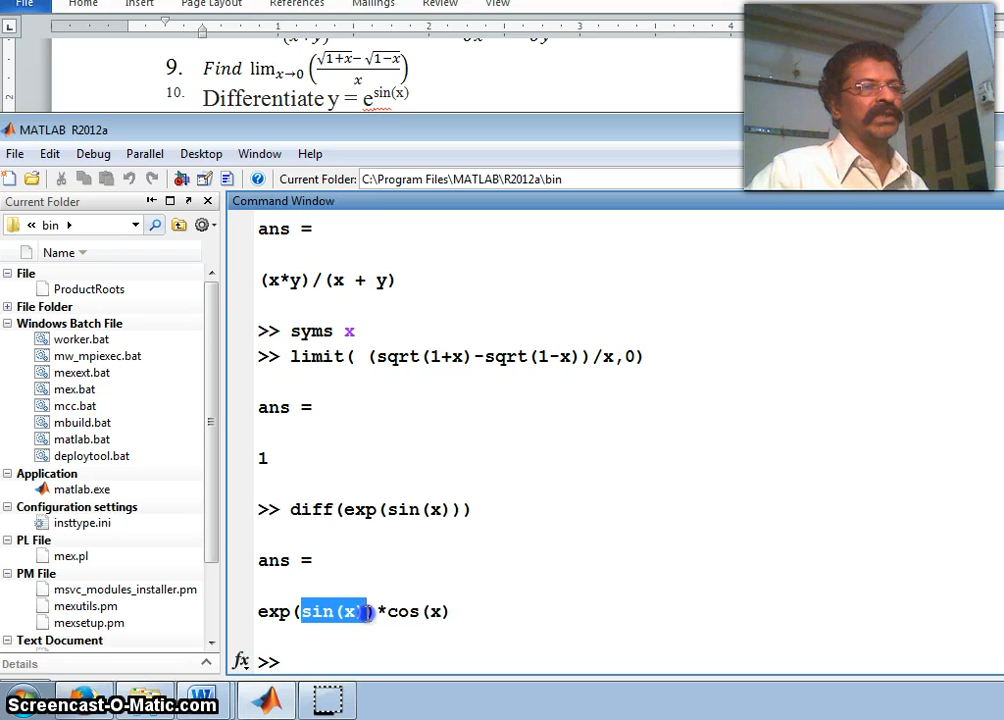 File Home Insert Page Layout References Mailings Review View
1 2 3 4
9. Find lim x→0 (√1+x−√1−x / x)
10. Differentiate y = e^sin(x)
MATLAB R2012a
File Edit Debug Parallel Desktop Window Help
Current Folder: C:\Program Files\MATLAB\R2012a\bin
Current Folder
Command Window
« bin
Name
File
ProductRoots
File Folder
Windows Batch File
worker.bat
mw_mpiexec.bat
mexext.bat
mex.bat
mcc.bat
mbuild.bat
matlab.bat
deploytool.bat
Application
matlab.exe
Configuration settings
insttype.ini
PL File
mex.pl
PM File
msvc_modules_installer.pm
mexutils.pm
mexsetup.pm
Text Document
Details
ans =
(x*y)/(x + y)
>> syms x
>> limit( (sqrt(1+x)-sqrt(1-x))/x,0)
ans =
1
>> diff(exp(sin(x)))
ans =
exp(sin(x))*cos(x)
fx >>
Screencast-O-Matic.com